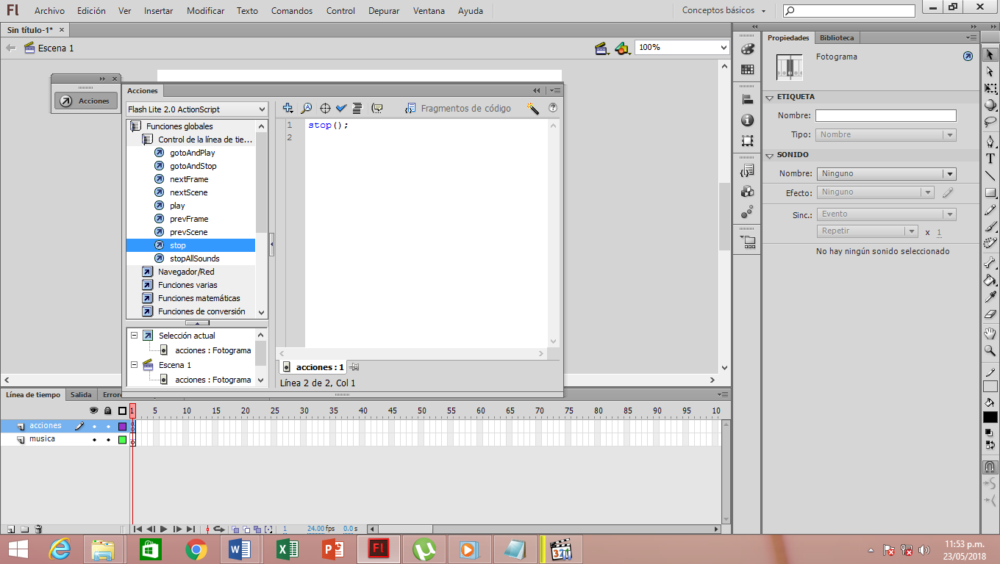 Fl Archivo Edición Ver Insertar Modificar Texto Comandos Control Depurar Ventana Ayuda Conceptos básicos
Sin título-1* ×
Escena 1 100%
Acciones
Acciones
Flash Lite 2.0 ActionScript
Funciones globales
Control de la línea de tie...
gotoAndPlay
gotoAndStop
nextFrame
nextScene
play
prevFrame
prevScene
stop
stopAllSounds
Navegador/Red
Funciones varias
Funciones matemáticas
Funciones de conversión
Selección actual
acciones : Fotograma
Escena 1
acciones : Fotograma
Fragmentos de código
1 stop();
2
acciones : 1
Línea 2 de 2, Col 1
Propiedades Biblioteca
Fotograma
ETIQUETA
Nombre:
Tipo: Nombre
SONIDO
Nombre: Ninguno
Efecto: Ninguno
Sinc.: Evento
Repetir x 1
No hay ningún sonido seleccionado
Línea de tiempo Salida Errore
1 5 10 15 20 25 30 35 40 45 50 55 60 65 70 75 80 85 90 95 10
acciones
musica
1 24.00 fps 0.0 s
11:53 p.m.
23/05/2018